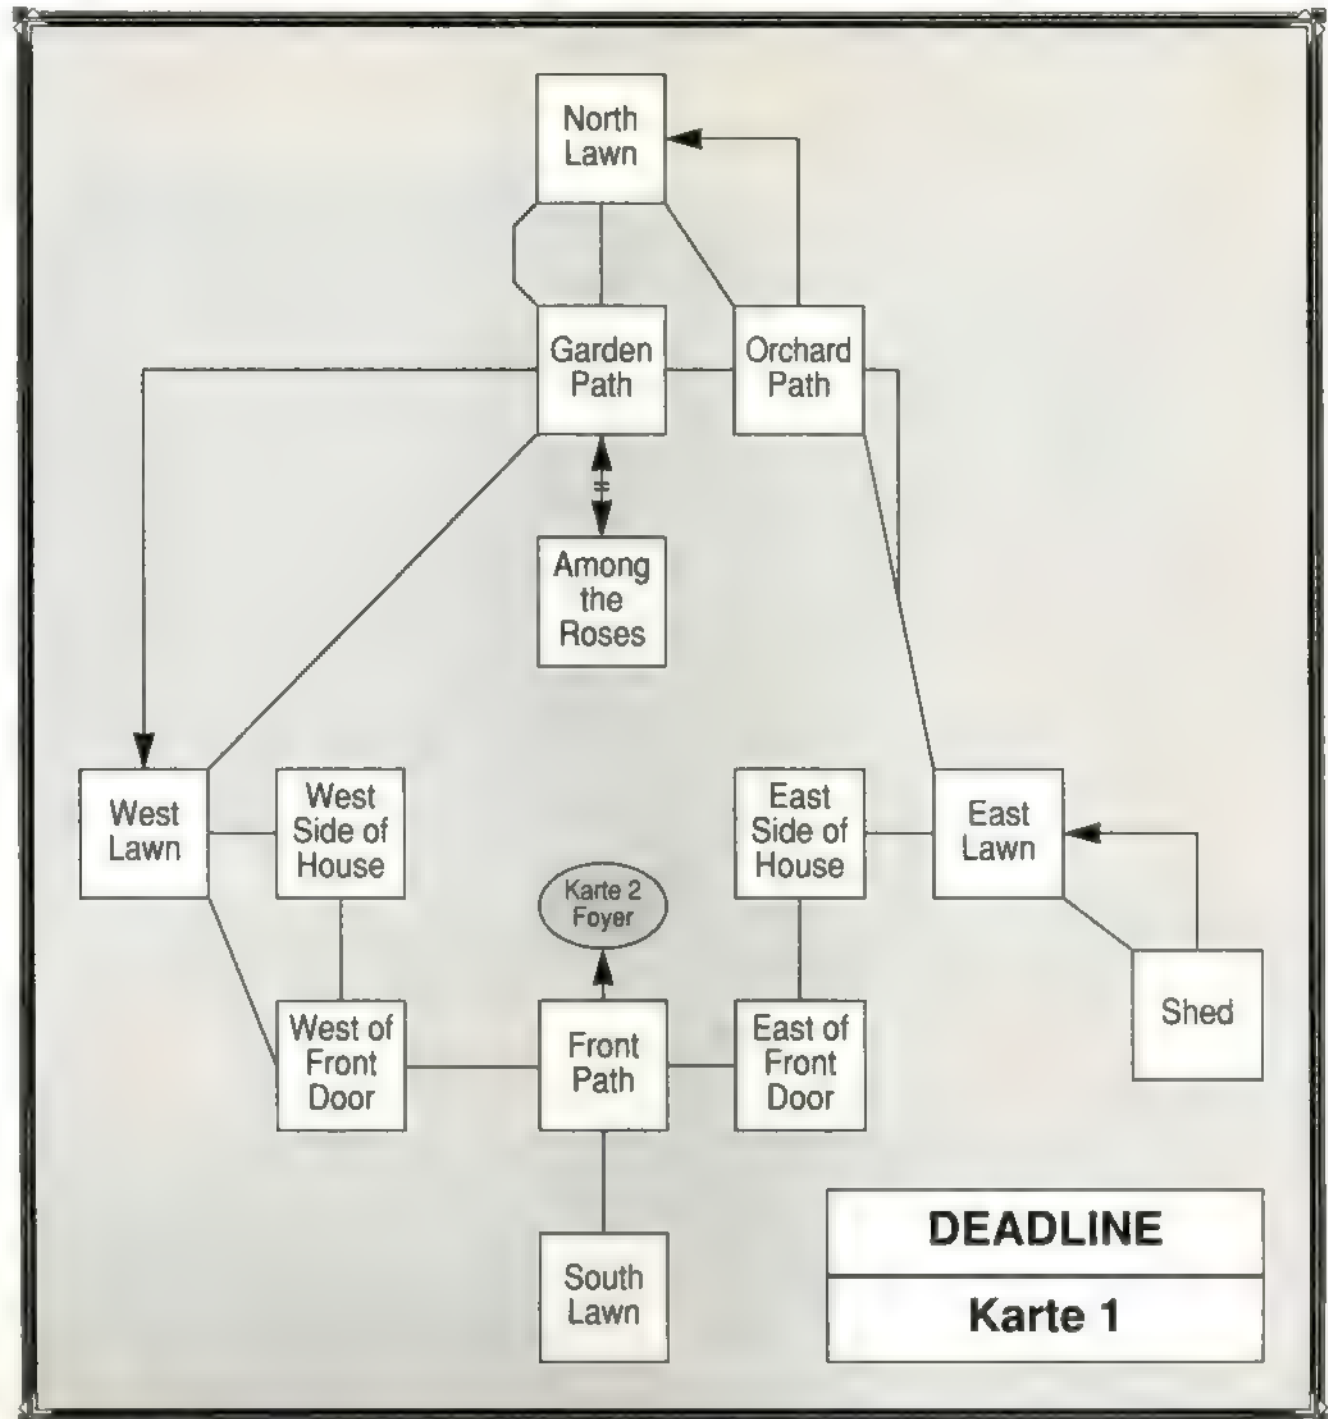 North
Lawn
Garden
Path
Orchard
Path
Among
the
Roses
West
Lawn
West
Side of
House
East
Side of
House
East
Lawn
Karte 2
Foyer
West of
Front
Door
Front
Path
East of
Front
Door
Shed
South
Lawn
DEADLINE
Karte 1